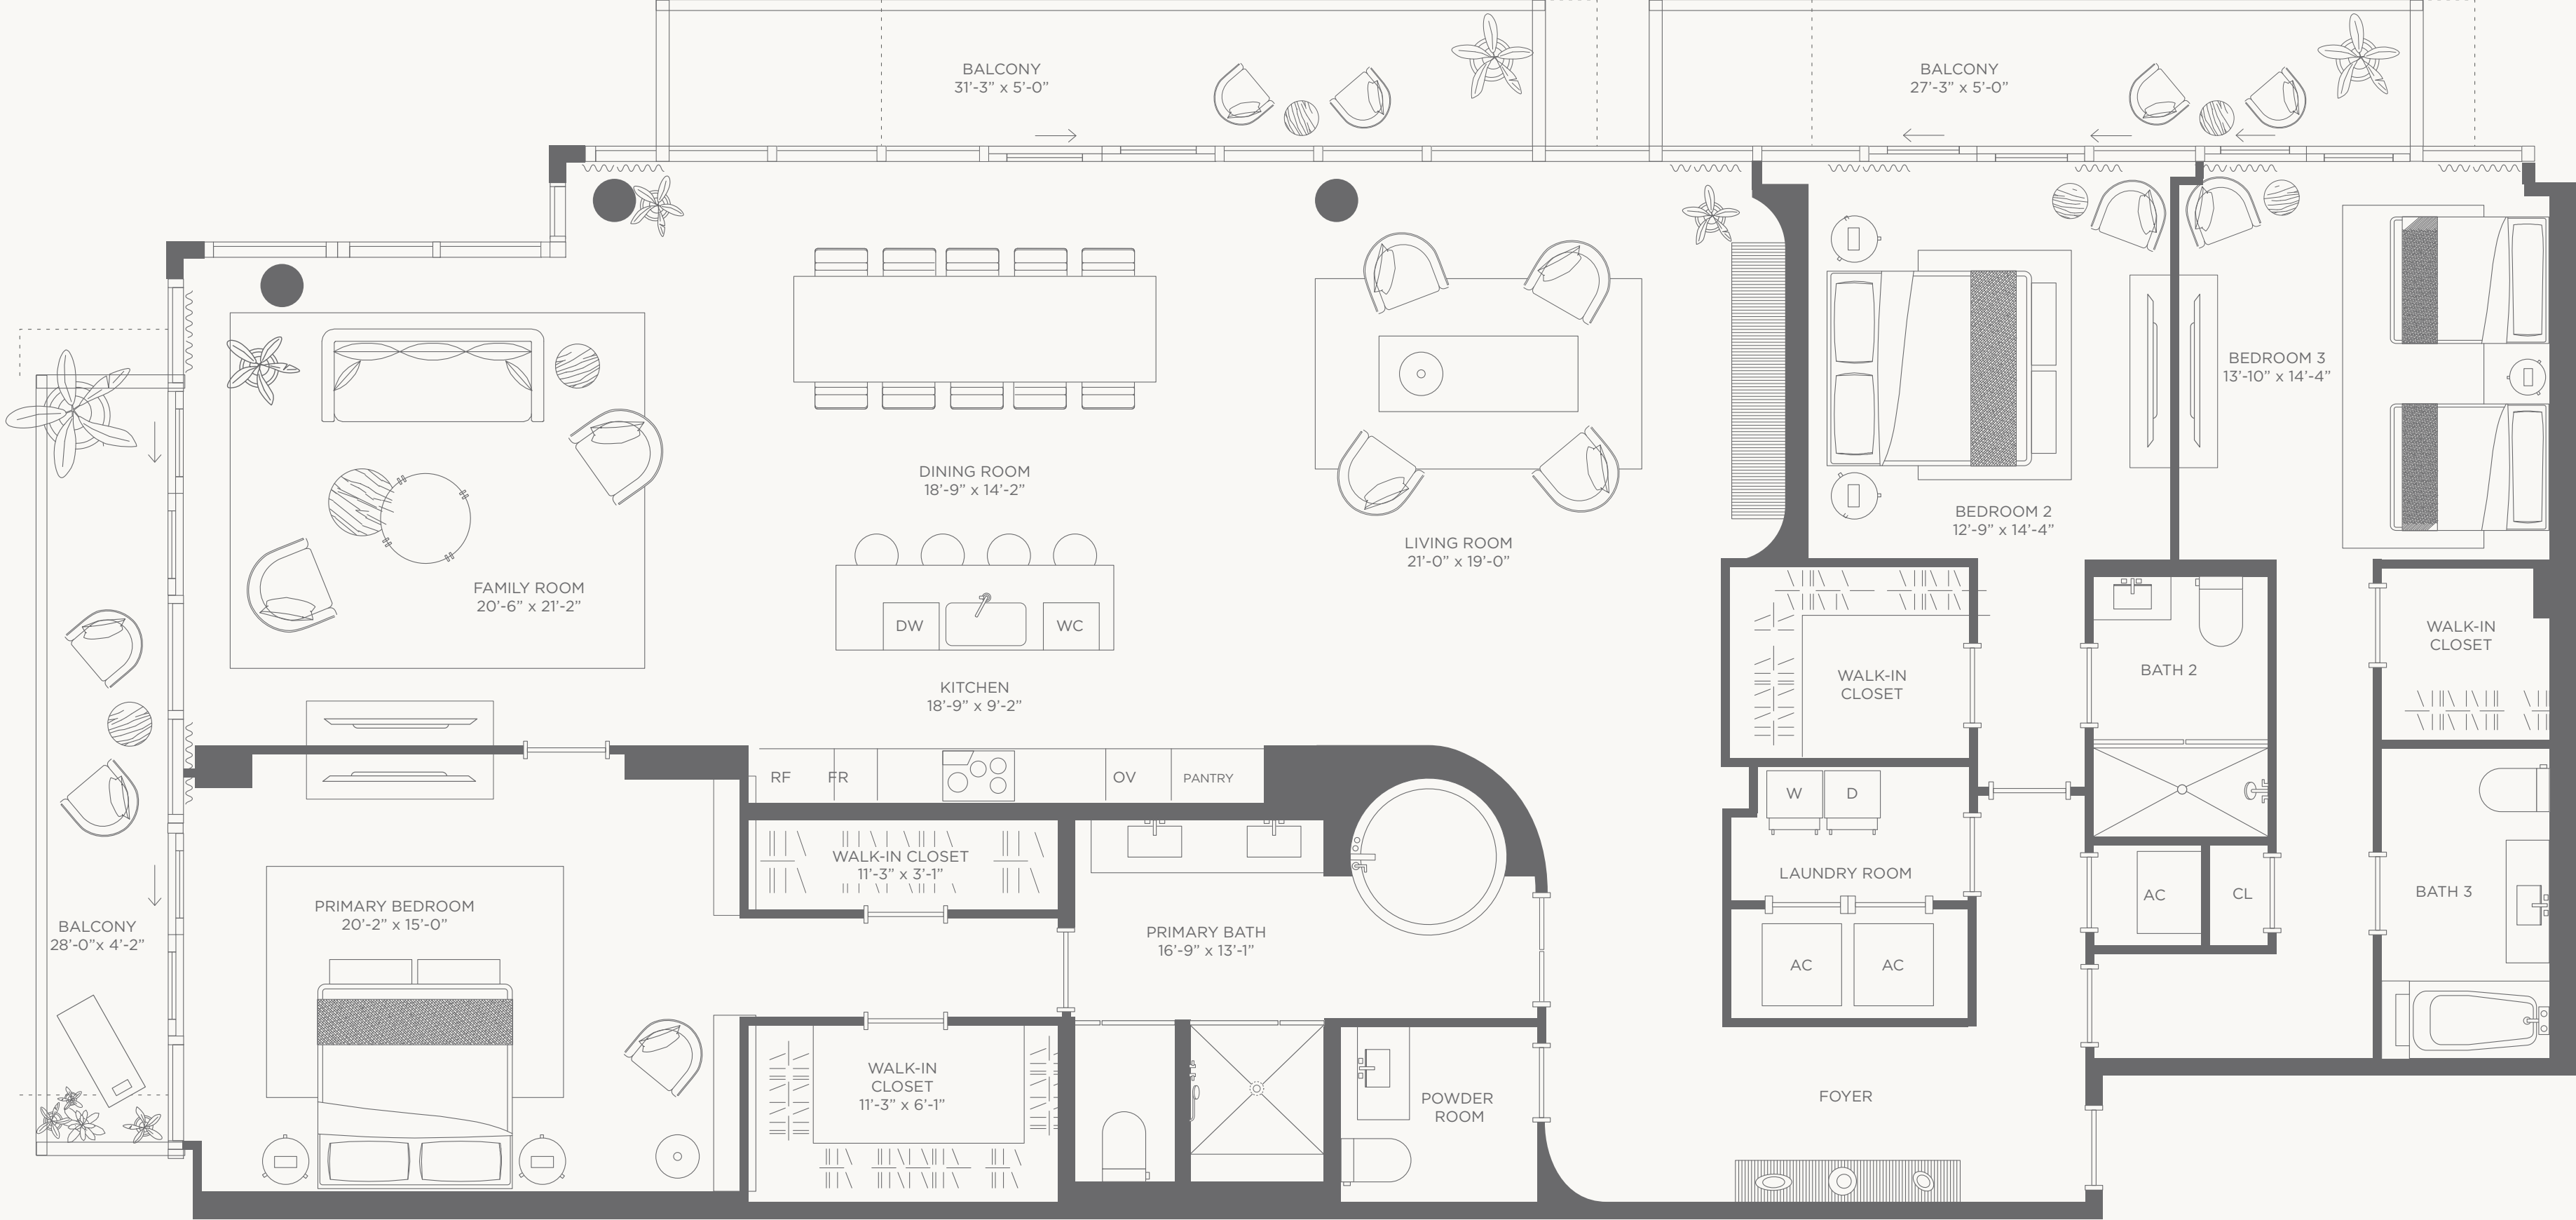 BALCONY
31'-3” x 5'-0”
BALCONY
27'-3” x 5'-0”
BEDROOM 3
13'-10” x 14'-4”
DINING ROOM
18'-9” x 14'-2”
BEDROOM 2
12'-9” x 14'-4”
LIVING ROOM
21'-0” x 19'-0”
FAMILY ROOM
20'-6” x 21'-2”
DW
WC
KITCHEN
18'-9” x 9'-2”
WALK-IN
CLOSET
BATH 2
WALK-IN
CLOSET
RF
FR
OV
PANTRY
W
D
WALK-IN CLOSET
11'-3” x 3'-1”
LAUNDRY ROOM
AC
CL
BATH 3
PRIMARY BEDROOM
20'-2” x 15'-0”
BALCONY
28'-0”x 4'-2”
PRIMARY BATH
16'-9” x 13'-1”
AC
AC
WALK-IN
CLOSET
11'-3” x 6'-1”
POWDER
ROOM
FOYER